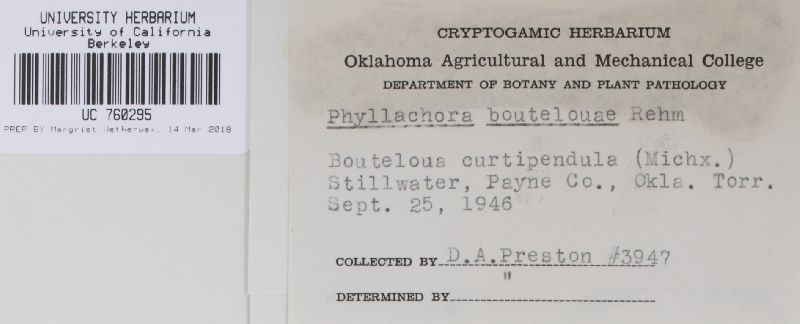 UNIVERSITY HERBARIUM
University of California
Berkeley
UC 760295
PREP BY Margriet Wetherwax, 14 Mar 2018
CRYPTOGAMIC HERBARIUM
Oklahoma Agricultural and Mechanical College
DEPARTMENT OF BOTANY AND PLANT PATHOLOGY
Phyllachora boutelouae Rehm
Bouteloua curtipendula (Michx.)
Stillwater, Payne Co., Okla. Torr.
Sept. 25, 1946
COLLECTED BY D.A.Preston #3947
"
DETERMINED BY